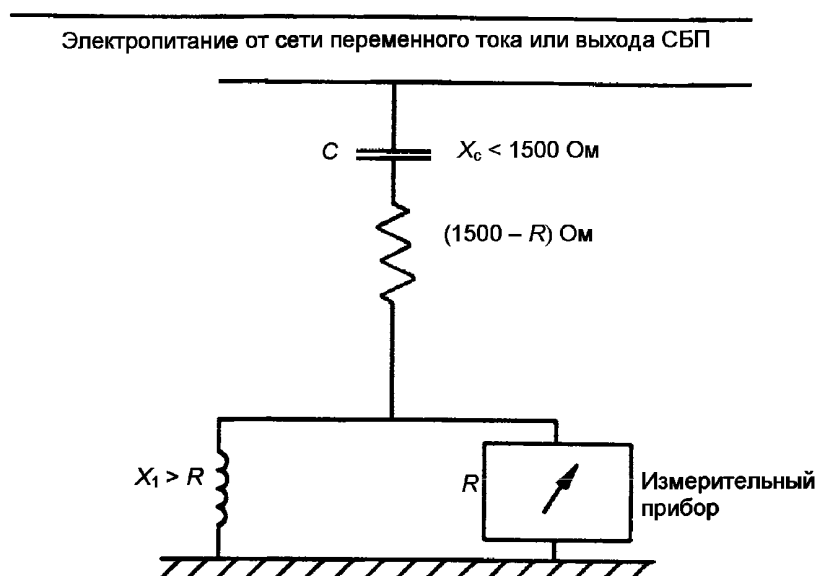 Электропитание от сети переменного тока или выхода СБП
C
Xc < 1500 Ом
(1500 – R) Ом
X1 > R
R
Измерительный
прибор